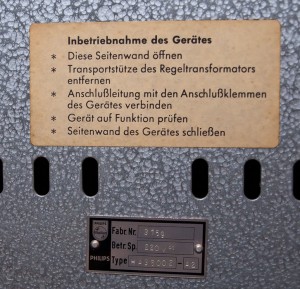 Inbetriebnahme des Gerätes
* Diese Seitenwand öffnen
* Transportstütze des Regeltransformators
entfernen
* Anschlußleitung mit den Anschlußklemmen
des Gerätes verbinden
* Gerät auf Funktion prüfen
* Seitenwand des Gerätes schließen
Fabr. Nr.
Betr. Sp.
PHILIPS Type